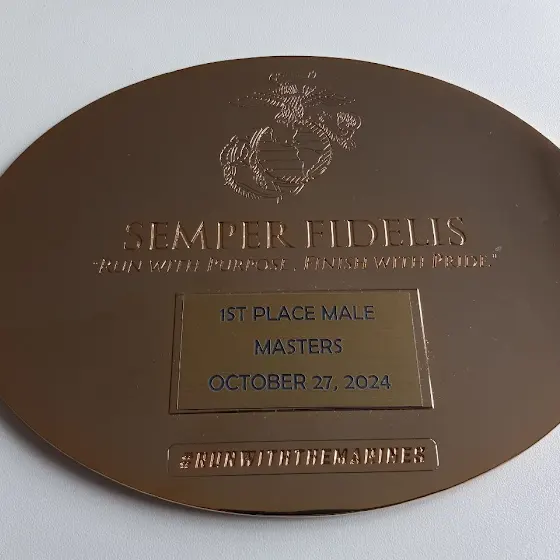 SEMPER FIDELIS
"RUN WITH PURPOSE, FINISH WITH PRIDE."
1ST PLACE MALE
MASTERS
OCTOBER 27, 2024
#RUNWITHTHEMARINES